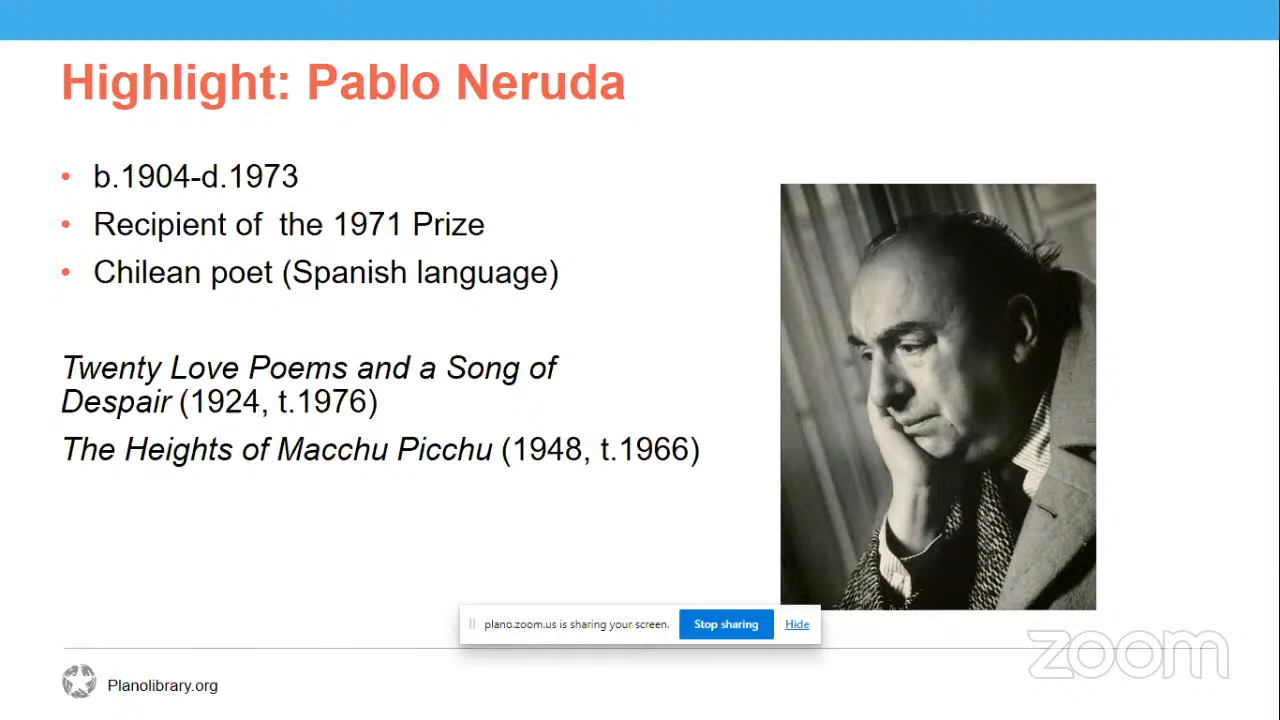 Highlight: Pablo Neruda
• b.1904-d.1973
• Recipient of  the 1971 Prize
• Chilean poet (Spanish language)
Twenty Love Poems and a Song of
Despair (1924, t.1976)
The Heights of Macchu Picchu (1948, t.1966)
plano.zoom.us is sharing your screen.
Stop sharing
Hide
zoom
Planolibrary.org